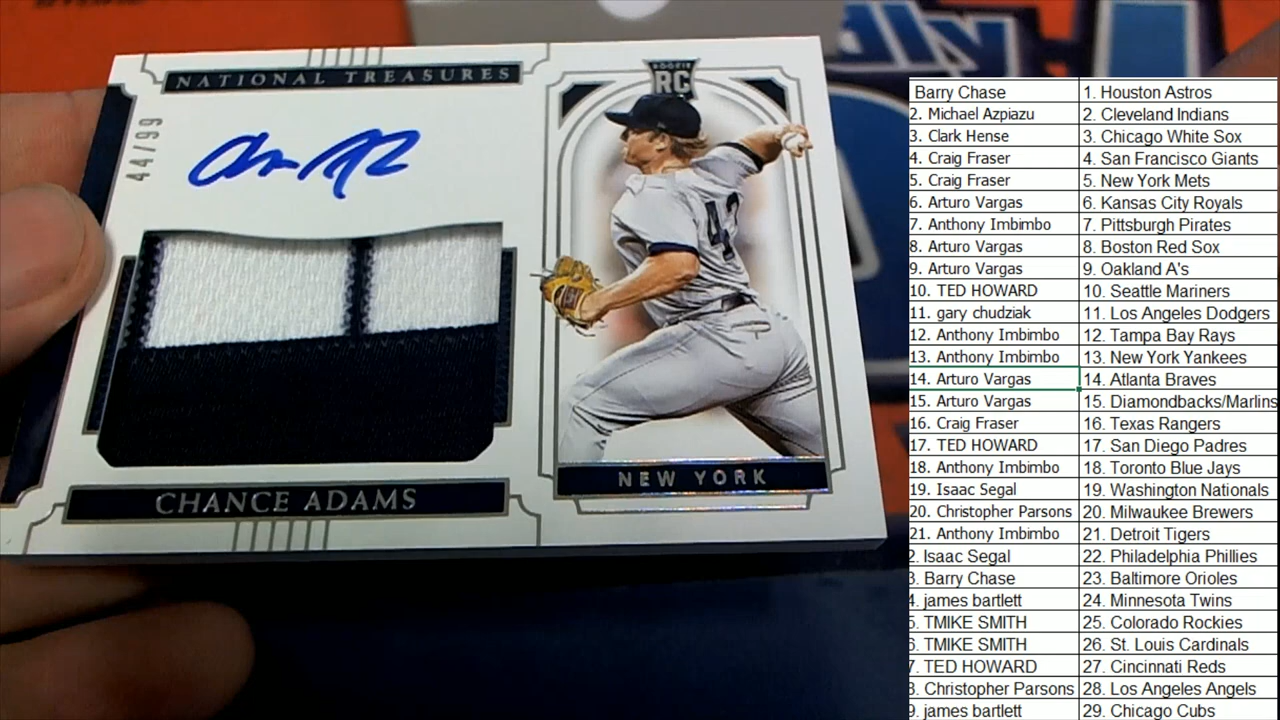 NATIONAL TREASURES
ROOKIE
RC
44/99
CHANCE ADAMS
NEW YORK
Barry Chase 1. Houston Astros
2. Michael Azpiazu 2. Cleveland Indians
3. Clark Hense 3. Chicago White Sox
4. Craig Fraser 4. San Francisco Giants
5. Craig Fraser 5. New York Mets
6. Arturo Vargas 6. Kansas City Royals
7. Anthony Imbimbo 7. Pittsburgh Pirates
8. Arturo Vargas 8. Boston Red Sox
9. Arturo Vargas 9. Oakland A's
10. TED HOWARD 10. Seattle Mariners
11. gary chudziak 11. Los Angeles Dodgers
12. Anthony Imbimbo 12. Tampa Bay Rays
13. Anthony Imbimbo 13. New York Yankees
14. Arturo Vargas 14. Atlanta Braves
15. Arturo Vargas 15. Diamondbacks/Marlins
16. Craig Fraser 16. Texas Rangers
17. TED HOWARD 17. San Diego Padres
18. Anthony Imbimbo 18. Toronto Blue Jays
19. Isaac Segal 19. Washington Nationals
20. Christopher Parsons 20. Milwaukee Brewers
21. Anthony Imbimbo 21. Detroit Tigers
2. Isaac Segal 22. Philadelphia Phillies
3. Barry Chase 23. Baltimore Orioles
4. james bartlett 24. Minnesota Twins
5. TMIKE SMITH 25. Colorado Rockies
6. TMIKE SMITH 26. St. Louis Cardinals
7. TED HOWARD 27. Cincinnati Reds
8. Christopher Parsons 28. Los Angeles Angels
9. james bartlett 29. Chicago Cubs